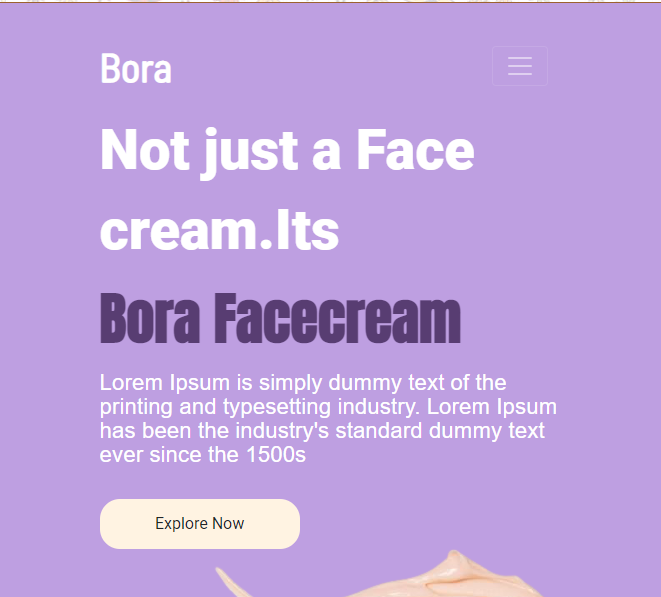 Bora
Not just a Face
cream.Its
Bora Facecream
Lorem Ipsum is simply dummy text of the
printing and typesetting industry. Lorem Ipsum
has been the industry's standard dummy text
ever since the 1500s
Explore Now